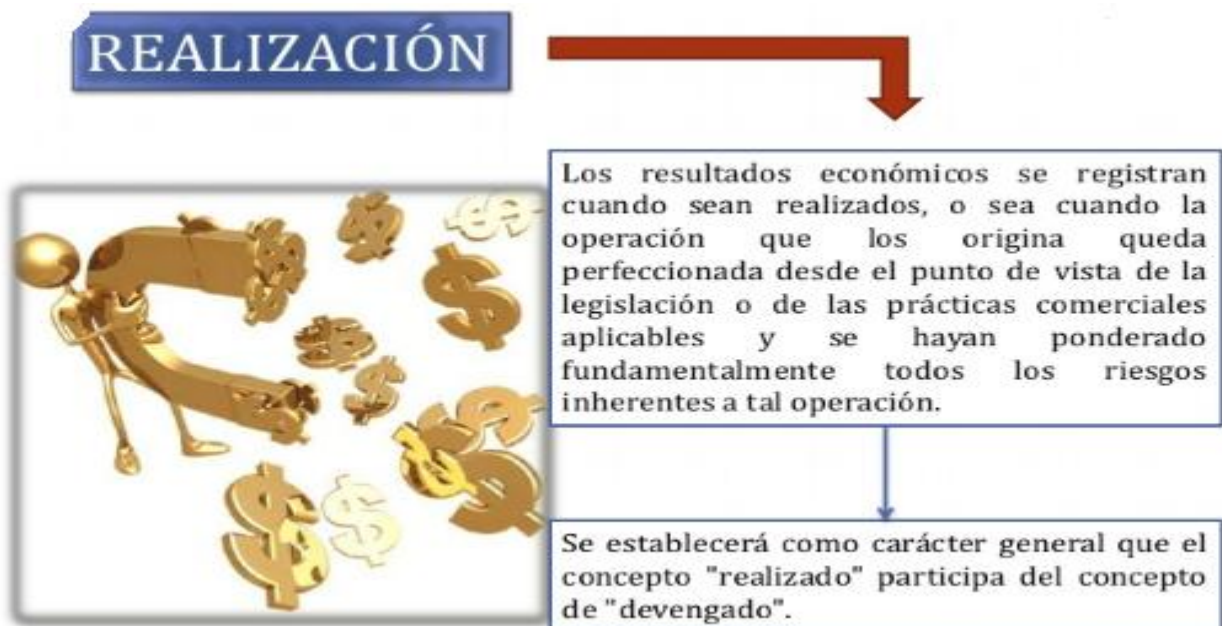 REALIZACIÓN
Los resultados económicos se registran
cuando sean realizados, o sea cuando la
operación que los origina queda
perfeccionada desde el punto de vista de la
legislación o de las prácticas comerciales
aplicables y se hayan ponderado
fundamentalmente todos los riesgos
inherentes a tal operación.
Se establecerá como carácter general que el
concepto "realizado" participa del concepto
de "devengado".